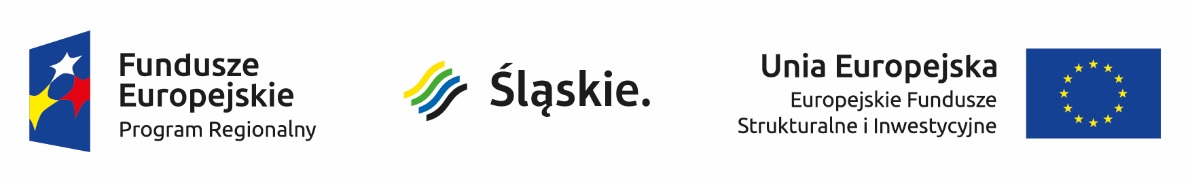 Fundusze
Europejskie
Program Regionalny
Śląskie.
Unia Europejska
Europejskie Fundusze
Strukturalne i Inwestycyjne